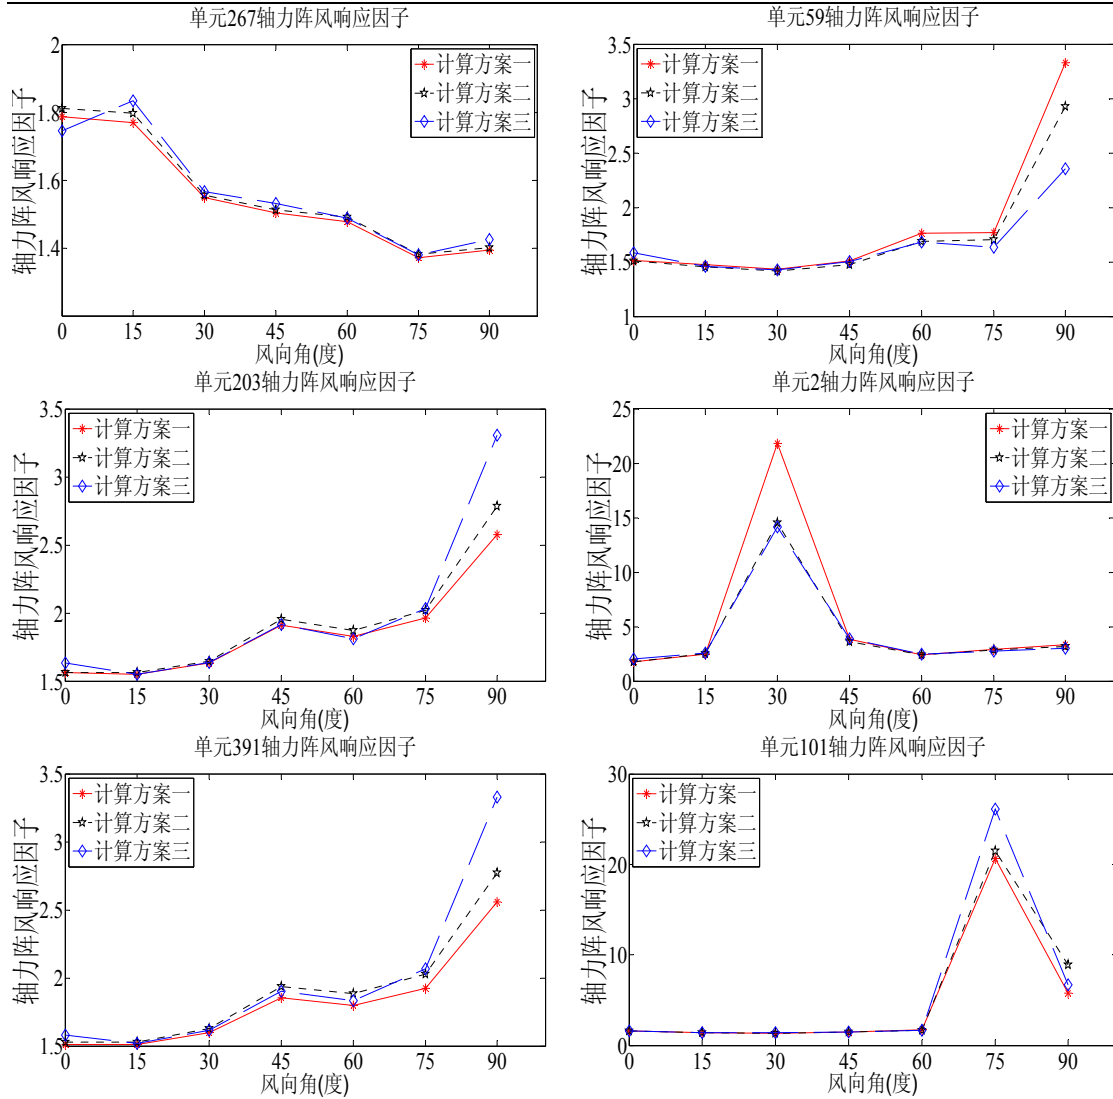 单元267轴力阵风响应因子
轴力阵风响应因子
2
1.8
1.6
1.4
计算方案一
计算方案二
计算方案三
0 15 30 45 60 75 90
风向角(度)
单元59轴力阵风响应因子
轴力阵风响应因子
3.5
3
2.5
2
1.5
1
计算方案一
计算方案二
计算方案三
0 15 30 45 60 75 90
风向角(度)
单元203轴力阵风响应因子
轴力阵风响应因子
3.5
3
2.5
2
1.5
计算方案一
计算方案二
计算方案三
0 15 30 45 60 75 90
风向角(度)
单元2轴力阵风响应因子
轴力阵风响应因子
25
20
15
10
5
0
计算方案一
计算方案二
计算方案三
0 15 30 45 60 75 90
风向角(度)
单元391轴力阵风响应因子
轴力阵风响应因子
3.5
3
2.5
2
1.5
计算方案一
计算方案二
计算方案三
0 15 30 45 60 75 90
风向角(度)
单元101轴力阵风响应因子
轴力阵风响应因子
30
20
10
0
计算方案一
计算方案二
计算方案三
0 15 30 45 60 75 90
风向角(度)